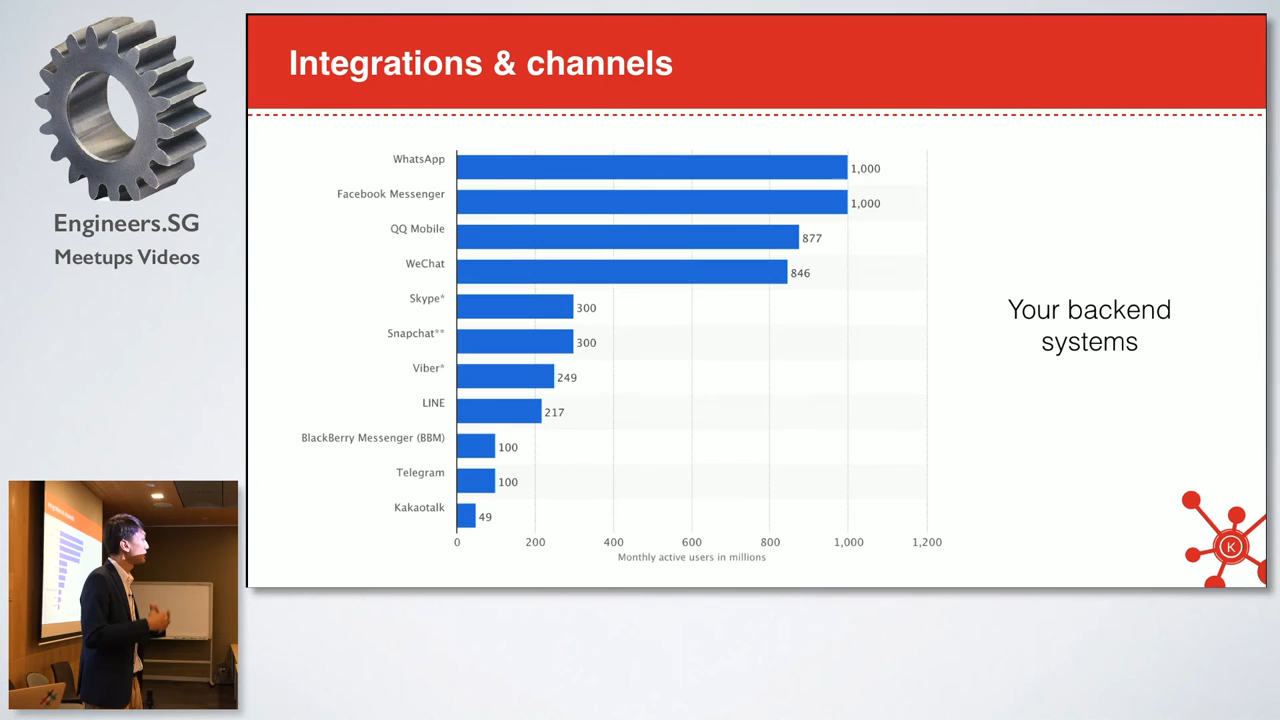 Engineers.SG
Meetups Videos
Integrations & channels
WhatsApp 1,000
Facebook Messenger 1,000
QQ Mobile 877
WeChat 846
Skype* 300
Snapchat** 300
Viber* 249
LINE 217
BlackBerry Messenger (BBM) 100
Telegram 100
Kakaotalk 49
0 200 400 600 800 1,000 1,200
Monthly active users in millions
Your backend
systems
K